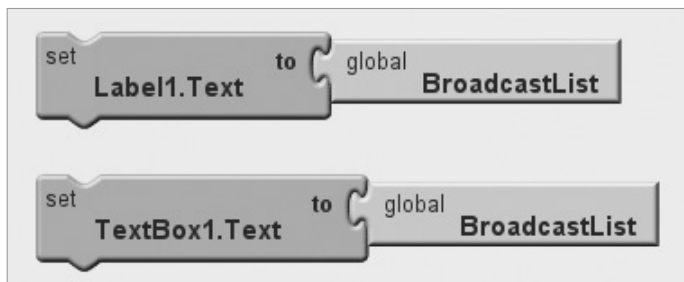 set to global
Label1.Text BroadcastList
set to global
TextBox1.Text BroadcastList